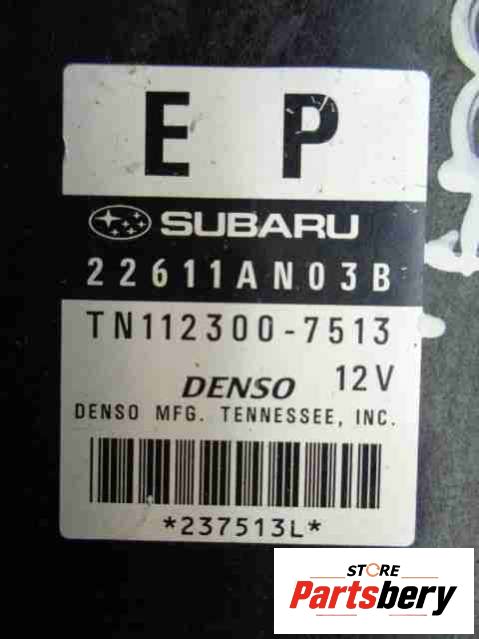 E P
SUBARU
22611AN03B
TN112300-7513
DENSO 12V
DENSO MFG. TENNESSEE, INC.
*237513L*
STORE
Partsbery